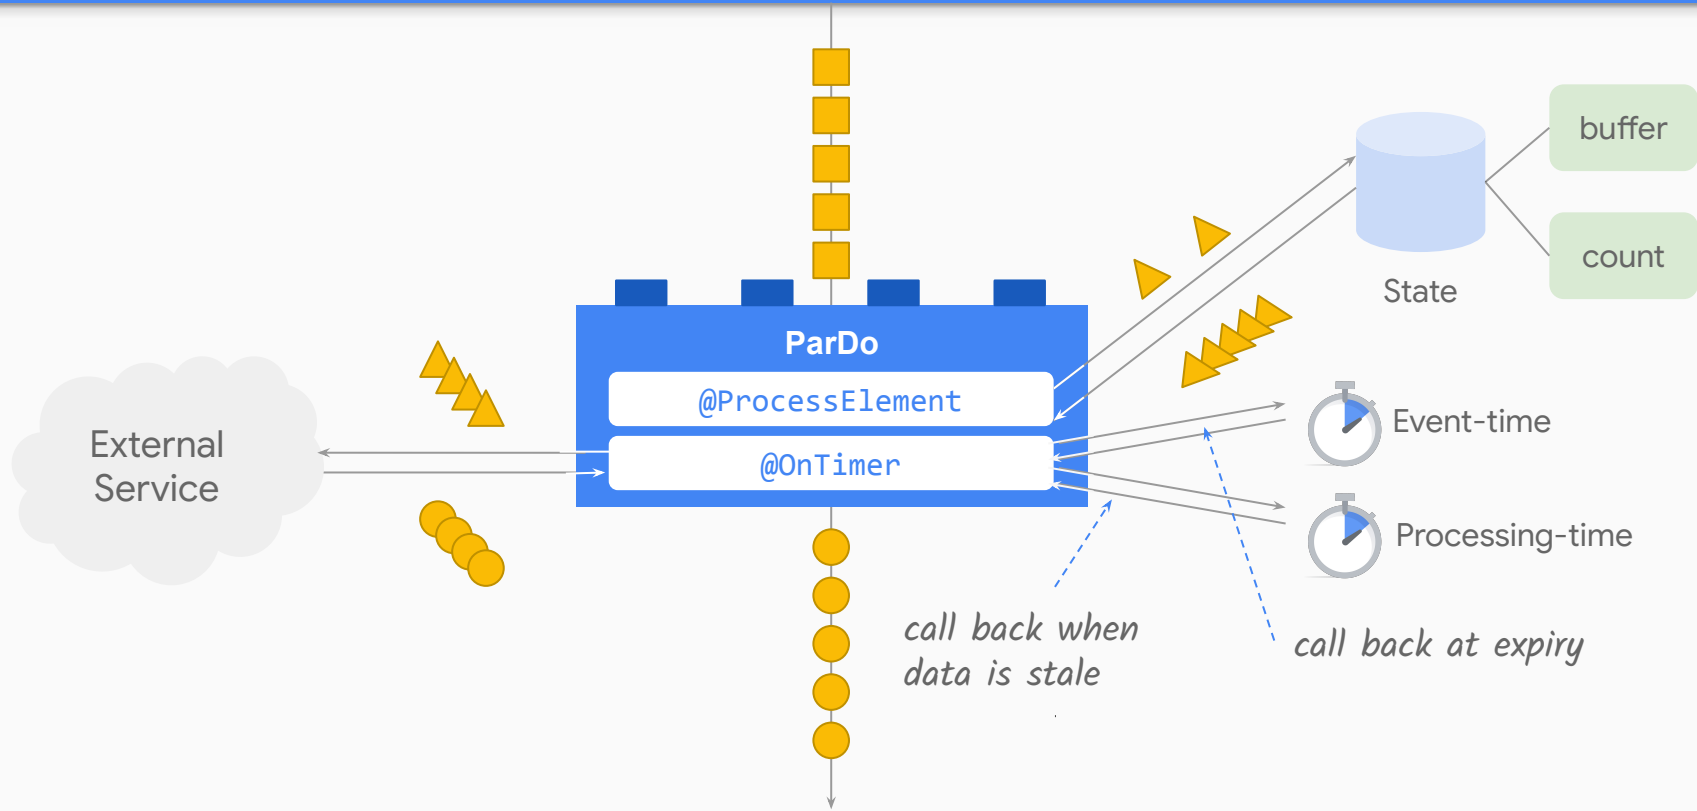 buffer
count
State
ParDo
@ProcessElement
@OnTimer
External
Service
Event-time
Processing-time
call back when
data is stale
call back at expiry